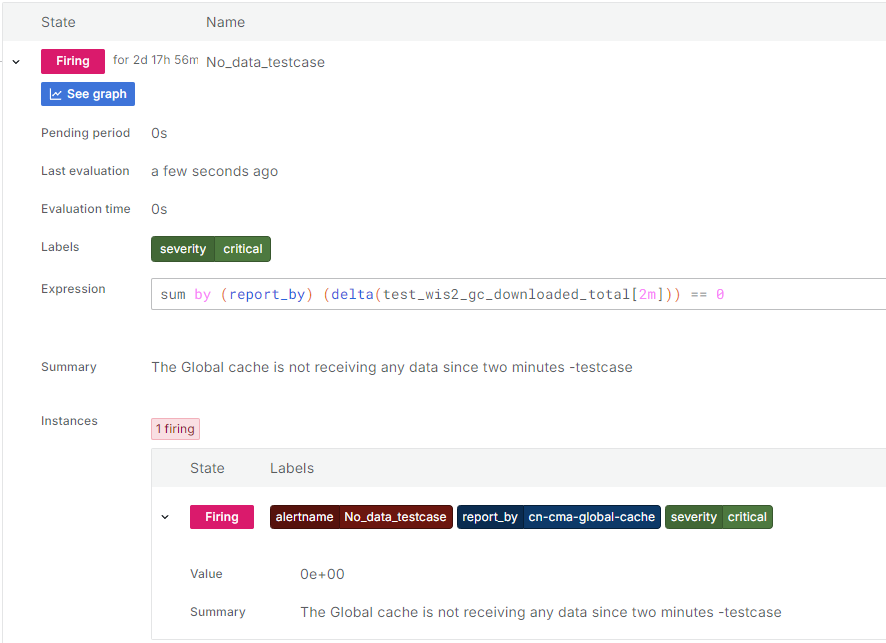 State Name
Firing for 2d 17h 56m No_data_testcase
See graph
Pending period 0s
Last evaluation a few seconds ago
Evaluation time 0s
Labels severity critical
Expression sum by (report_by) (delta(test_wis2_gc_downloaded_total[2m])) == 0
Summary The Global cache is not receiving any data since two minutes -testcase
Instances 1 firing
State Labels
Firing alertname No_data_testcase report_by cn-cma-global-cache severity critical
Value 0e+00
Summary The Global cache is not receiving any data since two minutes -testcase